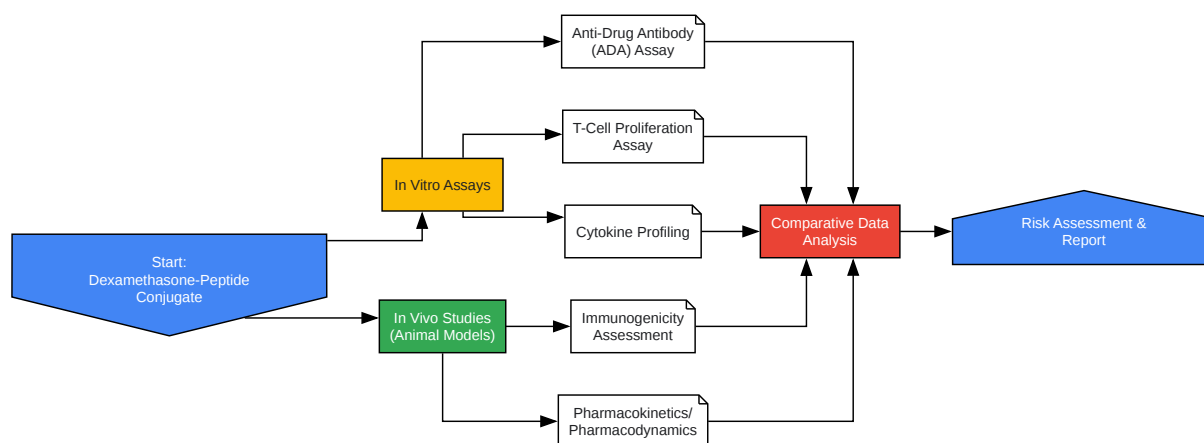 Start:
Dexamethasone-Peptide
Conjugate
In Vitro Assays
In Vivo Studies
(Animal Models)
Anti-Drug Antibody
(ADA) Assay
T-Cell Proliferation
Assay
Cytokine Profiling
Immunogenicity
Assessment
Pharmacokinetics/
Pharmacodynamics
Comparative Data
Analysis
Risk Assessment &
Report